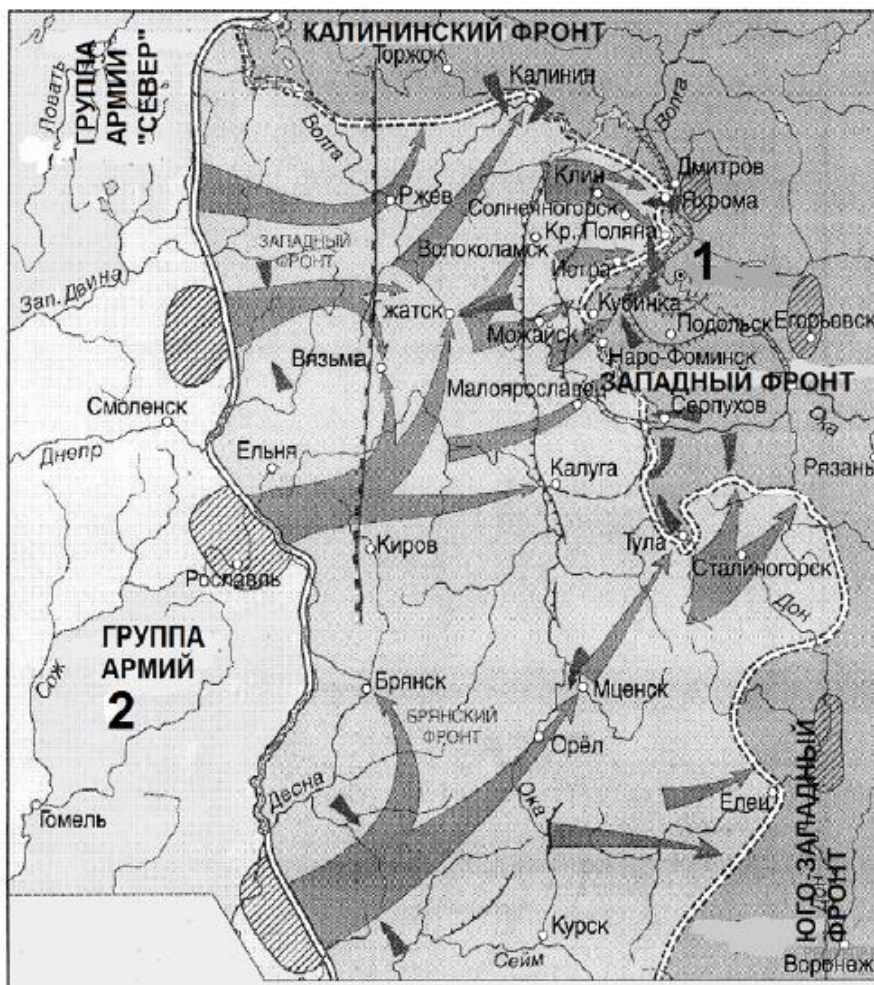 КАЛИНИНСКИЙ ФРОНТ
Торжок
Калинин
ГРУППА
АРМИЙ
"СЕВЕР"
Ловать
Волга
Волга
Дмитров
Клин
Яхрома
Ржев
Солнечногорск
Кр. Поляна
ЗАПАДНЫЙ
ФРОНТ
Волоколамск
Истра
1
Зап. Двина
жатск
Кубинка
Можайск
Подольск
Егорьевск
Вязьма
Наро-Фоминск
Малоярославец
ЗАПАДНЫЙ ФРОНТ
Смоленск
Серпухов
Ока
Днепр
Ельня
Калуга
Рязань
Киров
Тула
Рославль
Сталиногорск
Дон
ГРУППА
АРМИЙ
2
Сож
Брянск
Мценск
БРЯНСКИЙ
ФРОНТ
Орёл
Десна
Ока
Елец
Гомель
ЮГО-ЗАПАДНЫЙ
ФРОНТ
Дон
Курск
Сейм
Воронеж